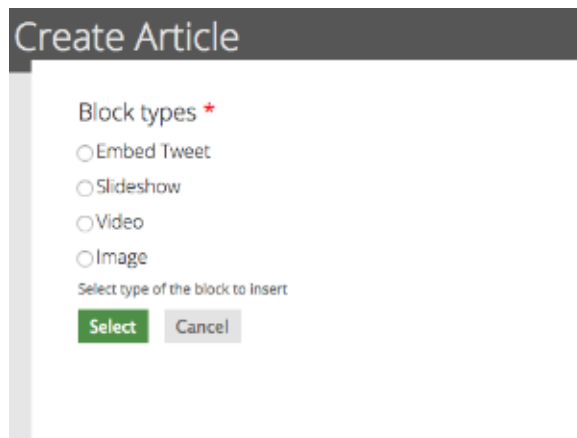 Create Article
Block types *
Embed Tweet
Slideshow
Video
Image
Select type of the block to insert
Select Cancel